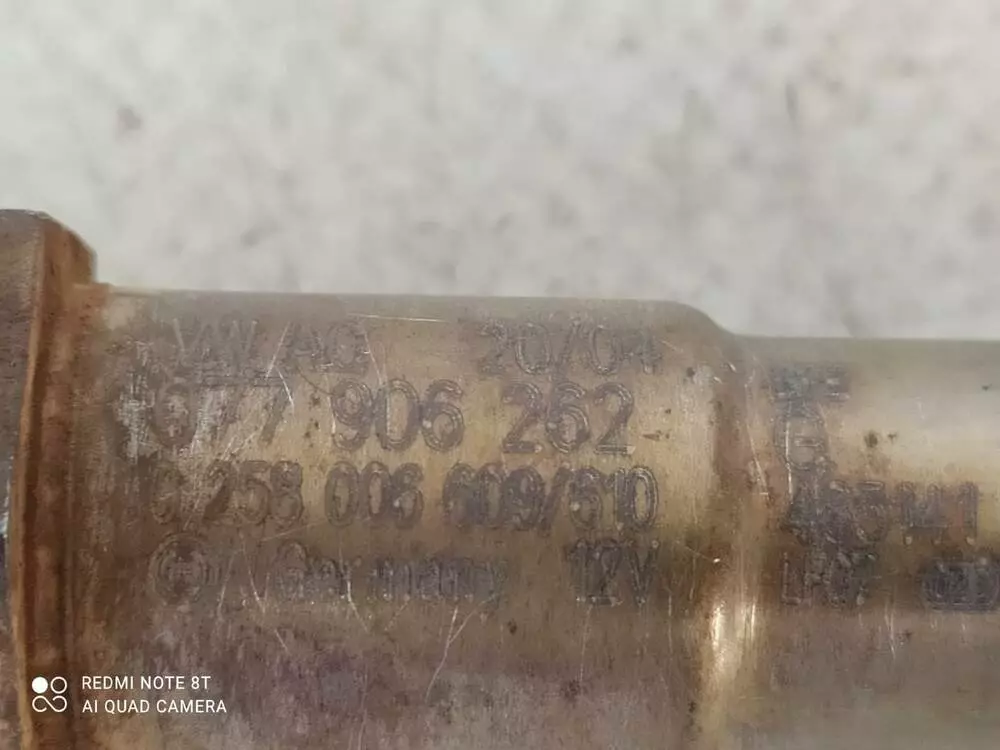 VW/AG 20/04
077 906 262
0 258 006 609/610
Germany 12V
LSF
REDMI NOTE 8T
AI QUAD CAMERA